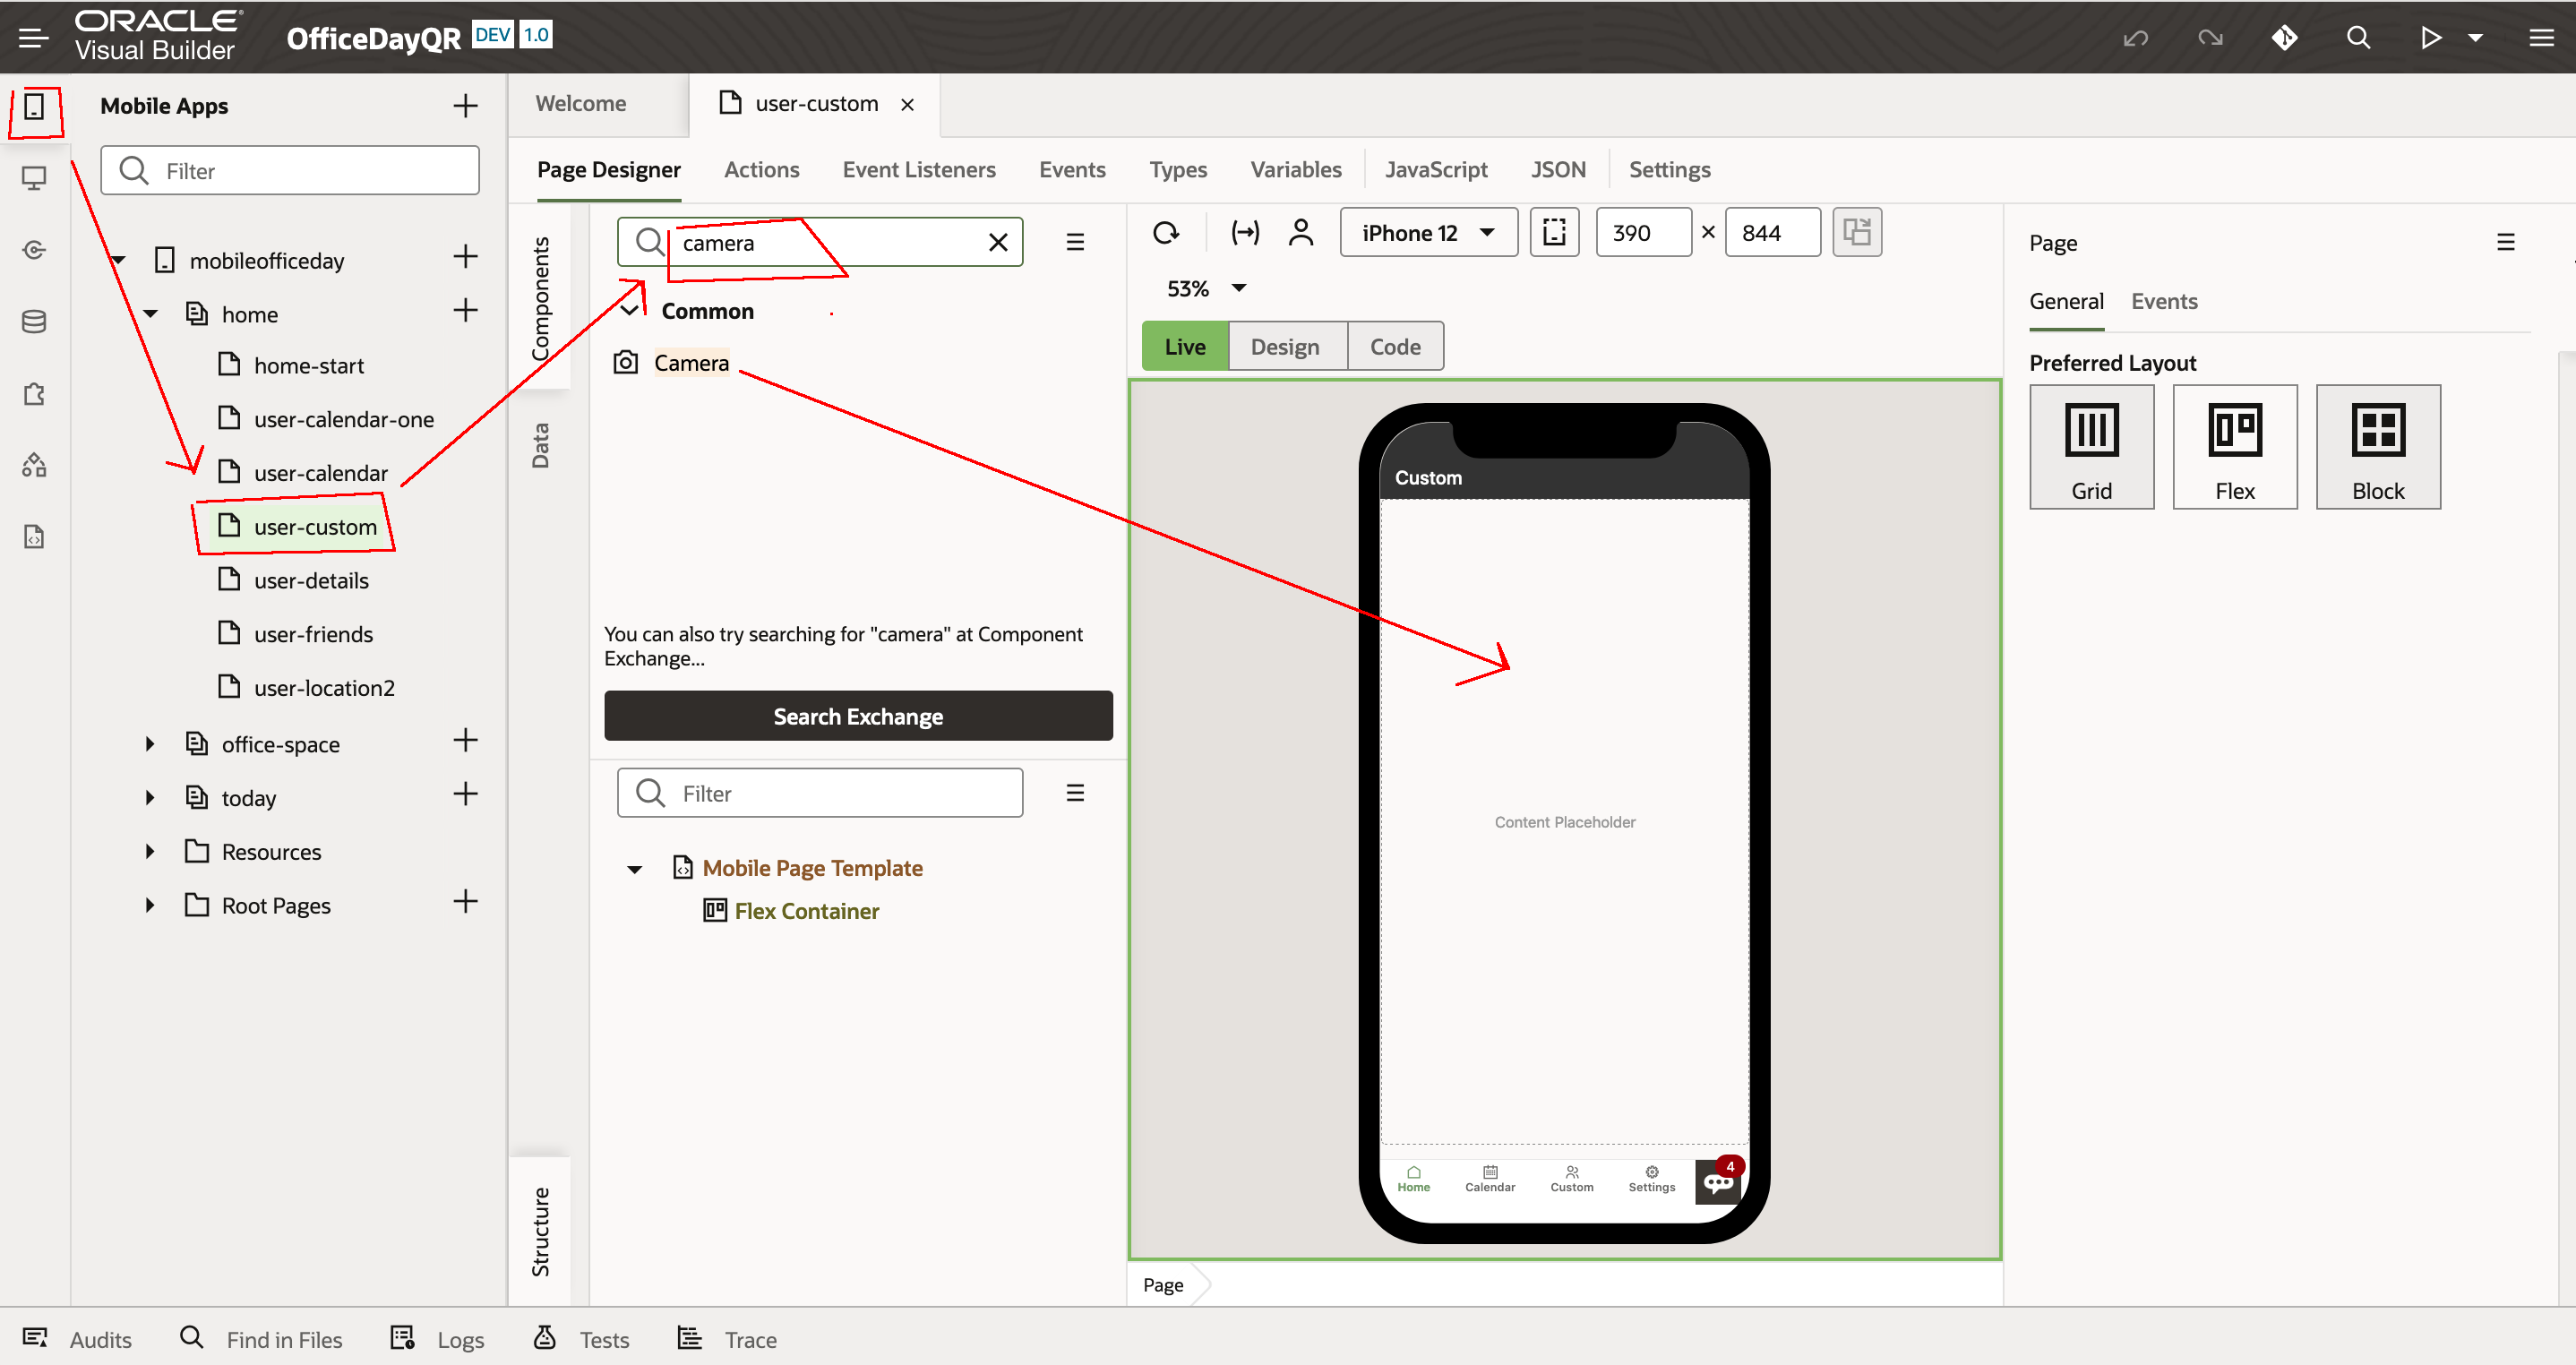 ORACLE
Visual Builder
OfficeDayQR DEV 1.0
Mobile Apps
Filter
mobileofficeday
home
home-start
user-calendar-one
user-calendar
user-custom
user-details
user-friends
user-location2
office-space
today
Resources
Root Pages
Welcome
user-custom
Page Designer Actions Event Listeners Events Types Variables JavaScript JSON Settings
Components
Data
Structure
camera
Common
Camera
You can also try searching for "camera" at Component
Exchange...
Search Exchange
Filter
Mobile Page Template
Flex Container
iPhone 12 390 × 844
53%
Live Design Code
Custom
Content Placeholder
Home Calendar Custom Settings 4
Page
Page
General Events
Preferred Layout
Grid Flex Block
Audits Find in Files Logs Tests Trace